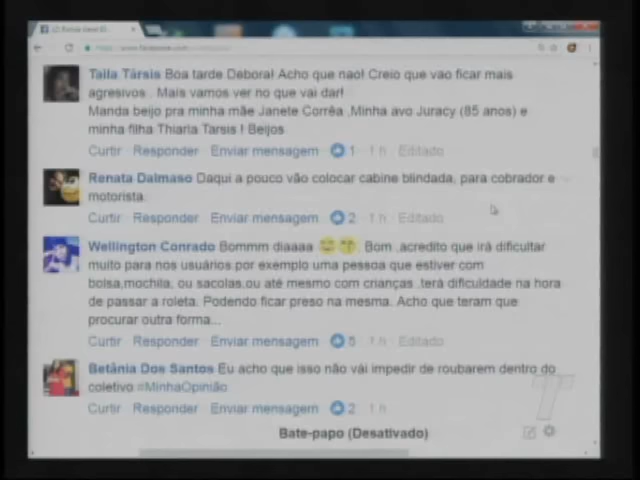 Talla Társis Boa tarde Debora! Acho que nao! Creio que vao ficar mais
agresivos . Mais vamos ver no que vai dar!
Manda beijo pra minha mãe Janete Corrêa ,Minha avo Juracy (85 anos) e
minha filha Thiarla Tarsis ! Beijos
Curtir Responder Enviar mensagem 1 1 h Editado
Renata Dalmaso Daqui a pouco vão colocar cabine blindada, para cobrador e
motorista.
Curtir Responder Enviar mensagem 2 1 h Editado
Wellington Conrado Bommm diaaaa Bom ,acredito que irá dificultar
muito para nos usuários.por exemplo uma pessoa que estiver com
bolsa,mochila, ou sacolas,ou até mesmo com crianças .terá dificuldade na hora
de passar a roleta. Podendo ficar preso na mesma. Acho que teram que
procurar outra forma...
Curtir Responder Enviar mensagem 5 1 h Editado
Betânia Dos Santos Eu acho que isso não vái impedir de roubarem dentro do
coletivo #MinhaOpinião
Curtir Responder Enviar mensagem 2 1 h
Bate-papo (Desativado)